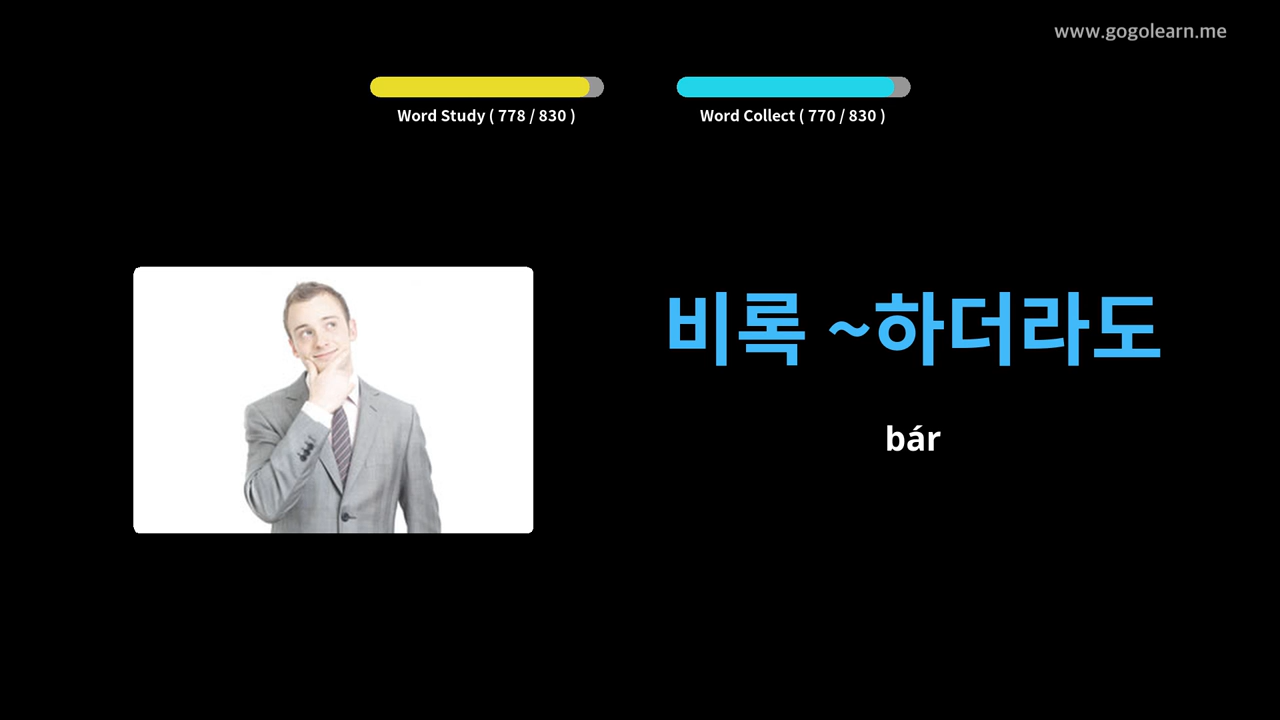 www.gogolearn.me
Word Study ( 778 / 830 )
Word Collect ( 770 / 830 )
비록 ~하더라도
bár